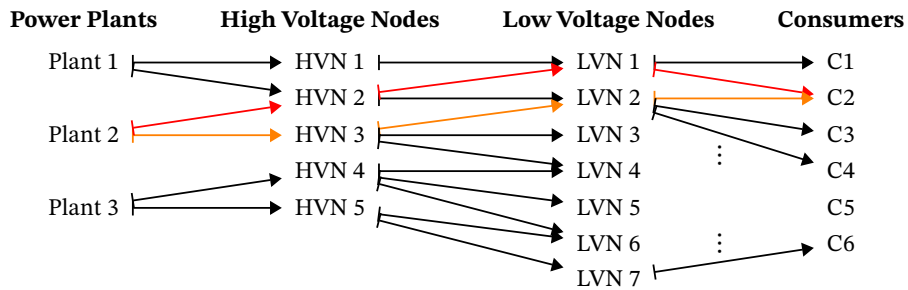 Power Plants High Voltage Nodes Low Voltage Nodes Consumers
Plant 1 HVN 1 LVN 1 C1
HVN 2 LVN 2 C2
Plant 2 HVN 3 LVN 3 C3
HVN 4 LVN 4 C4
Plant 3 HVN 5 LVN 5 C5
LVN 6 C6
LVN 7